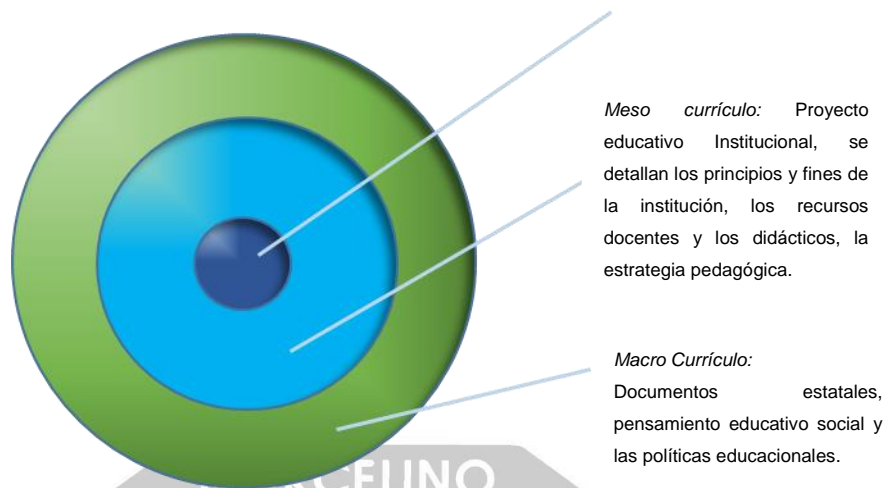 Meso currículo: Proyecto
educativo Institucional, se
detallan los principios y fines de
la institución, los recursos
docentes y los didácticos, la
estrategia pedagógica.
Macro Currículo:
Documentos estatales,
pensamiento educativo social y
las políticas educacionales.